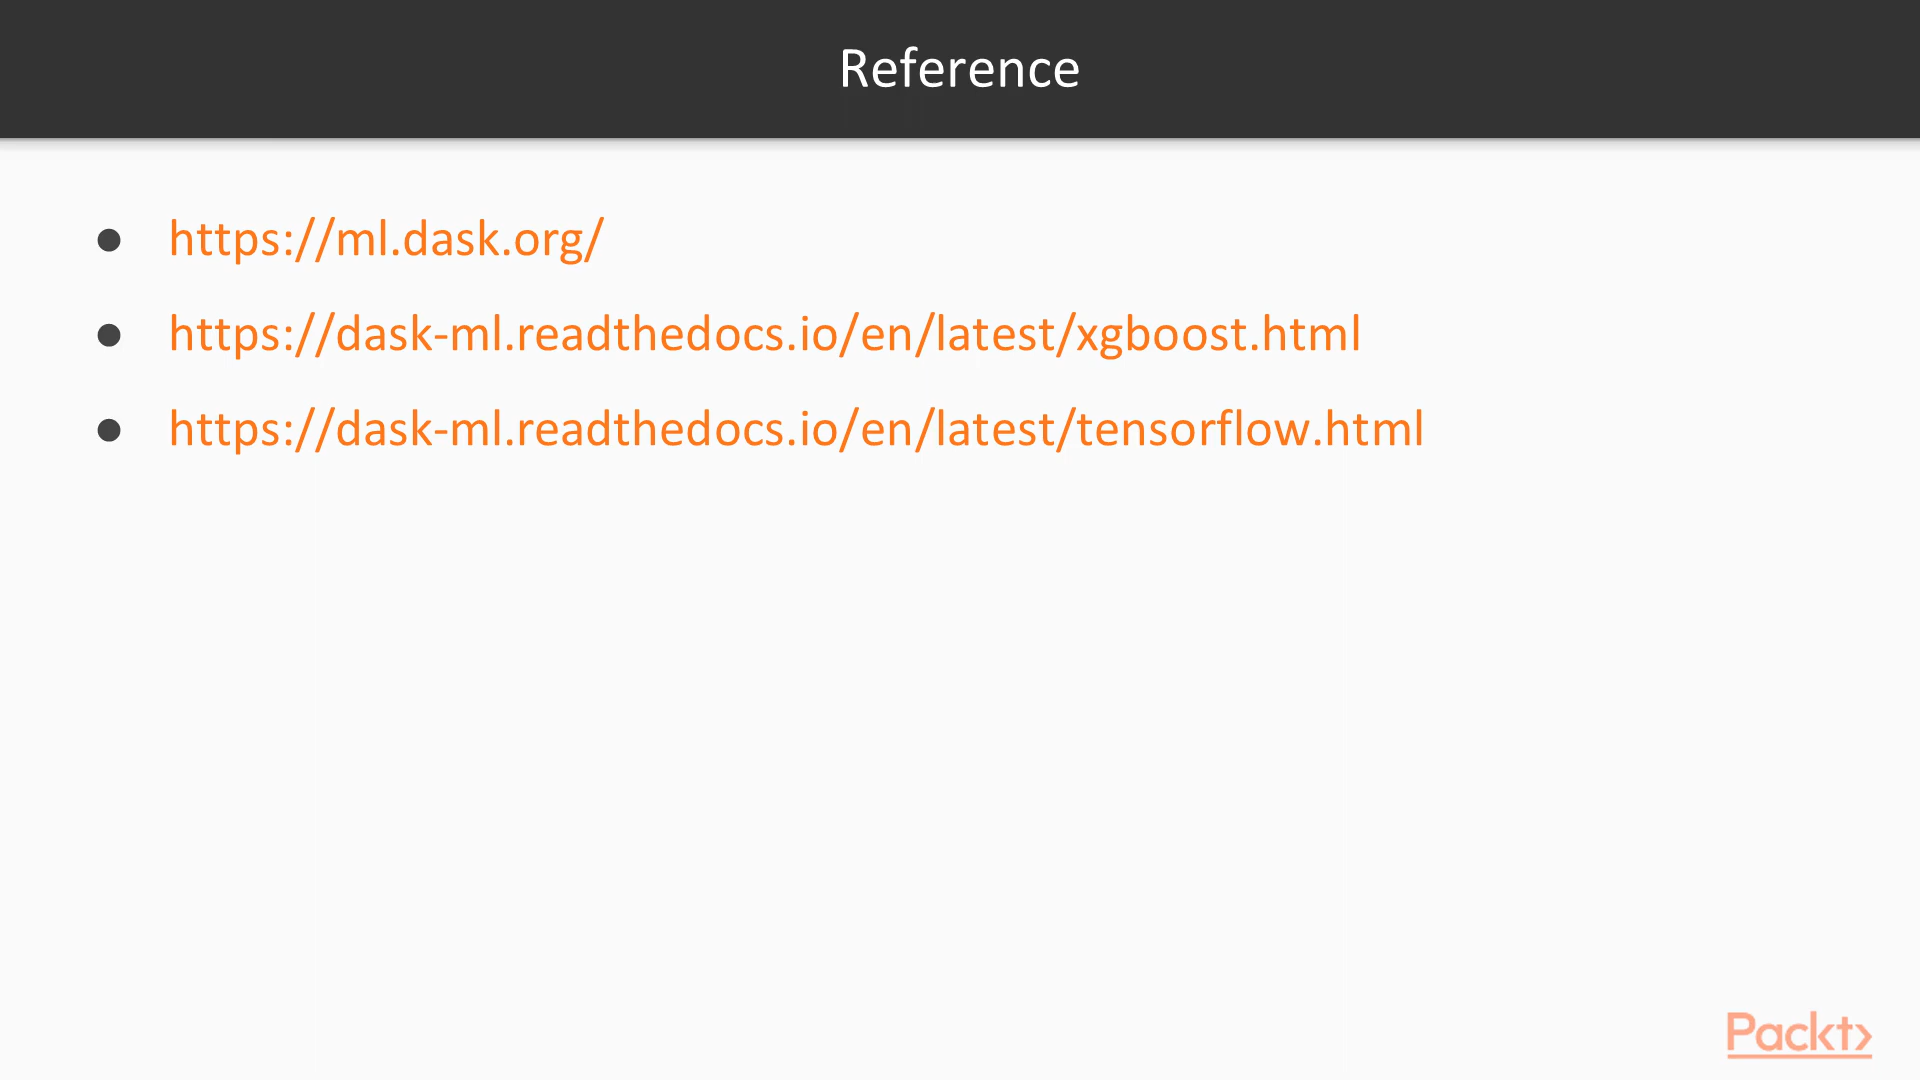 Reference
● https://ml.dask.org/
● https://dask-ml.readthedocs.io/en/latest/xgboost.html
● https://dask-ml.readthedocs.io/en/latest/tensorflow.html
Packt>